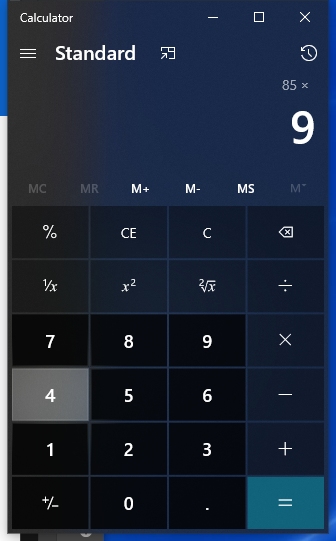 Calculator
Standard
85 ×
9
MC MR M+ M- MS M˅
% CE C
¹/x x² ²√x ÷
7 8 9 ×
4 5 6 −
1 2 3 +
+/− 0 . =